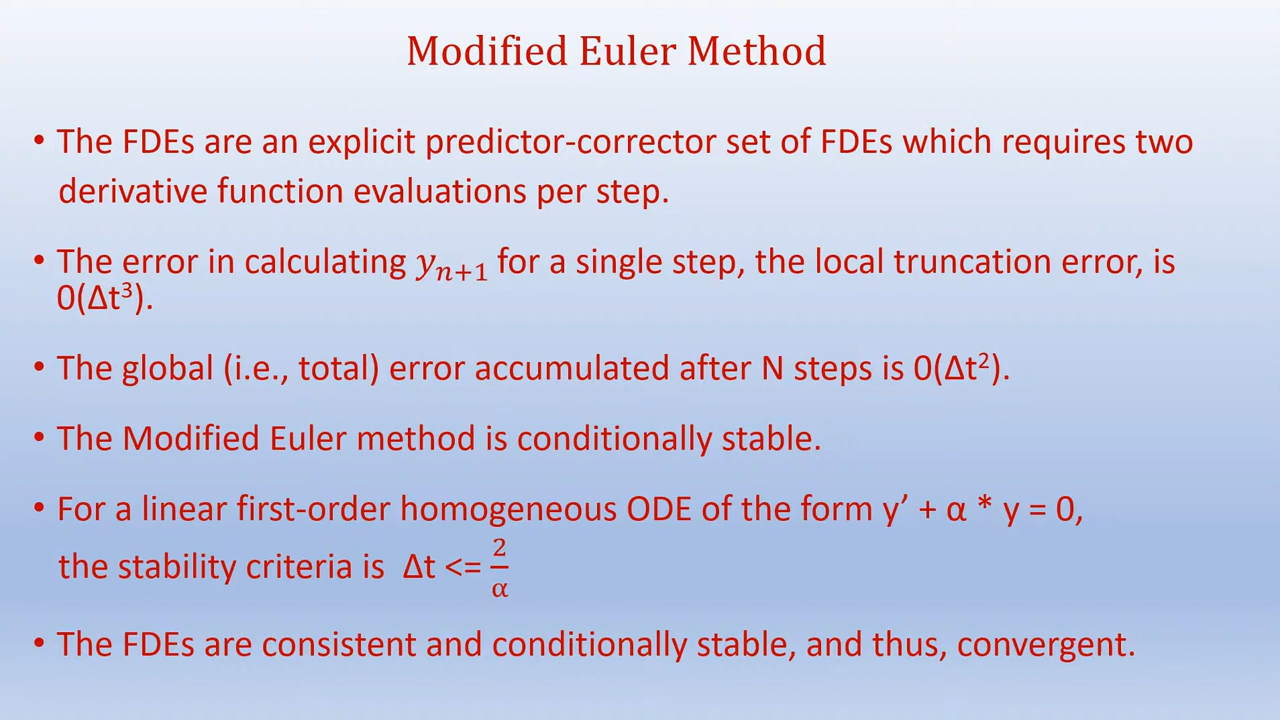 Modified Euler Method
• The FDEs are an explicit predictor-corrector set of FDEs which requires two
derivative function evaluations per step.
• The error in calculating yₙ₊₁ for a single step, the local truncation error, is
0(Δt³).
• The global (i.e., total) error accumulated after N steps is 0(Δt²).
• The Modified Euler method is conditionally stable.
• For a linear first-order homogeneous ODE of the form y’ + α * y = 0,
the stability criteria is Δt <= 2/α
• The FDEs are consistent and conditionally stable, and thus, convergent.